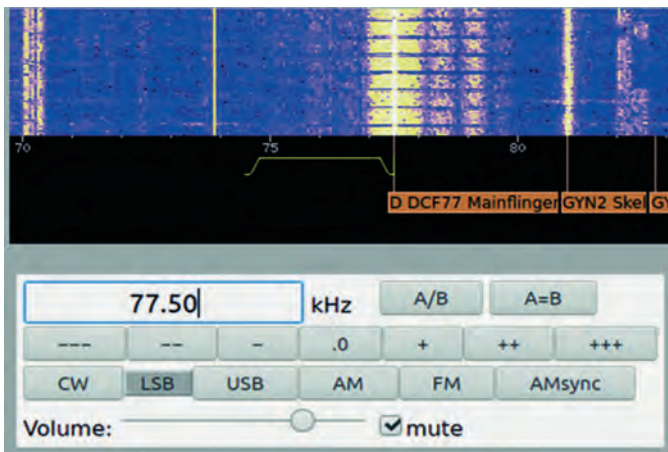 70 75 80
D DCF77 Mainflinger GYN2 Skel GY
77.50 kHz A/B A=B
--- -- - .0 + ++ +++
CW LSB USB AM FM AMsync
Volume: mute